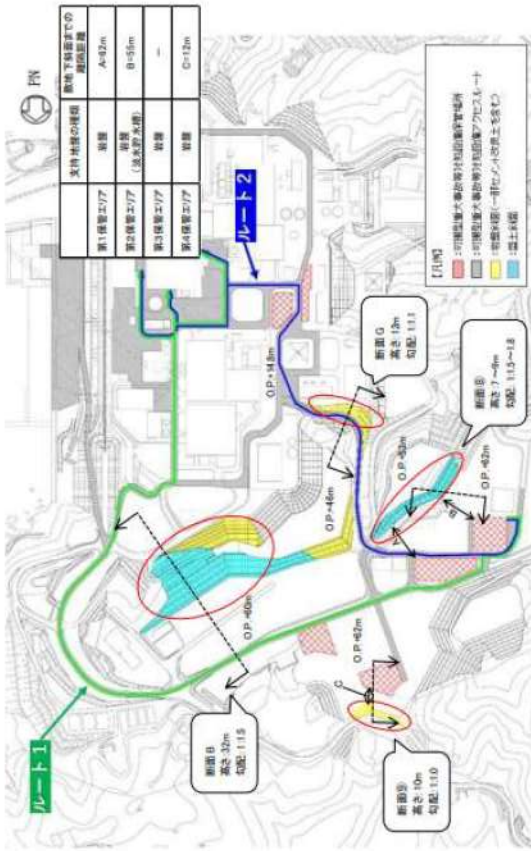 PN
支持地盤の種類
敷地下斜面までの
離隔距離
第1保管エリア
岩盤
A=62m
第2保管エリア
岩盤
(淡水貯水槽)
B=55m
第3保管エリア
岩盤
—
第4保管エリア
岩盤
C=12m
ルート1
ルート2
【凡例】
:可搬型重大事故等対処設備保管場所
:可搬型重大事故等対処設備アクセスルート
:岩盤斜面(一部セメント改良土を含む)
:盛土斜面
O.P.+14.8m
断面G
高さ:12m
勾配:1:1.1
O.P.+46m
O.P.+53m
断面⑧
高さ:7～9m
勾配:1:1.5～1.8
O.P.+62m
A
B
O.P.+60m
断面B
高さ:32m
勾配:1:1.5
O.P.+62m
C
断面⑨
高さ:10m
勾配:1:1.0